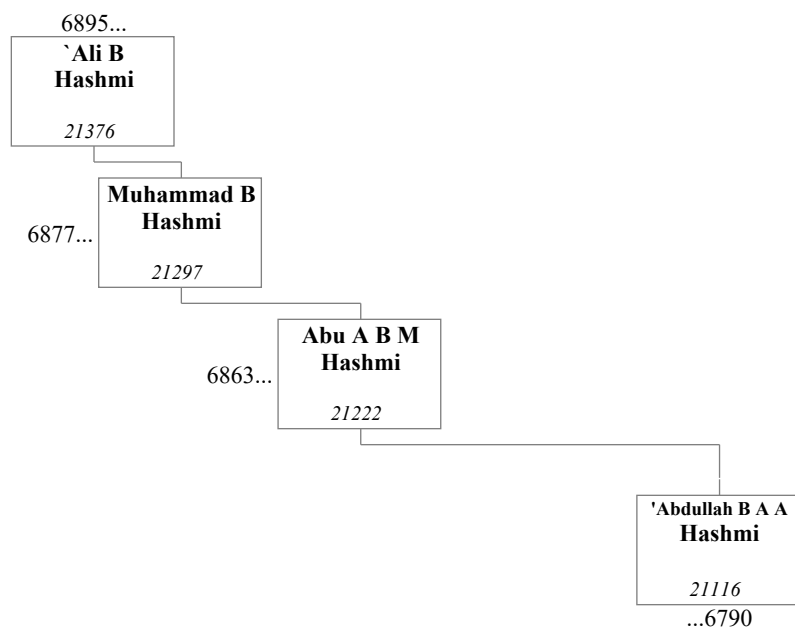 6895...
`Ali B
Hashmi
21376
Muhammad B
Hashmi
6877...
21297
Abu A B M
Hashmi
6863...
21222
'Abdullah B A A
Hashmi
21116
...6790